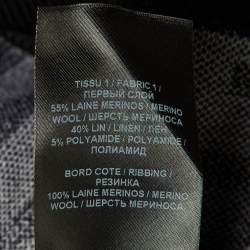 TISSU 1 / FABRIC 1 /
ПЕРВЫЙ СЛОЙ
55% LAINE MERINOS / MERINO
WOOL / ШЕРСТЬ МЕРИНОСА
40% LIN / LINEN / ЛЕН
5% POLYAMIDE / POLYAMIDE /
ПОЛИАМИД
BORD COTE / RIBBING /
РЕЗИНКА
100% LAINE MERINOS / MERINO
WOOL / ШЕРСТЬ МЕРИНОСА